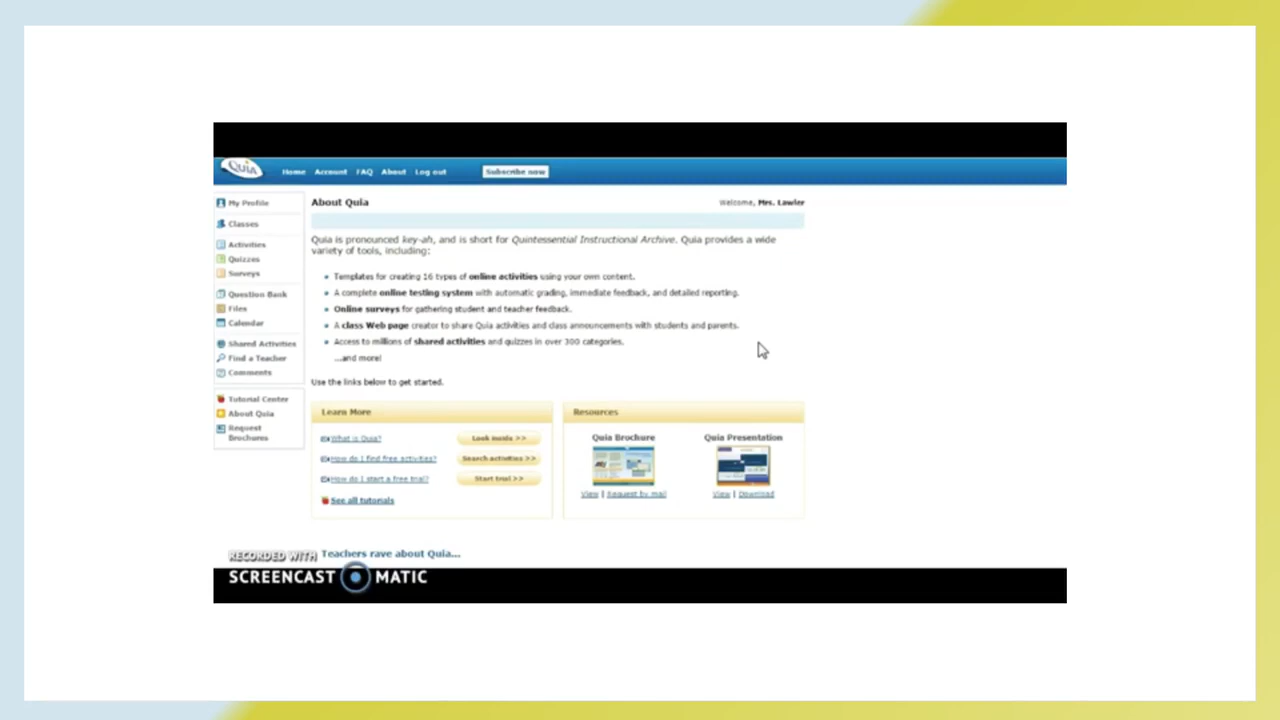 Quia
Home Account FAQ About Log out Subscribe now
My Profile
Classes
Activities
Quizzes
Surveys
Question Bank
Files
Calendar
Shared Activities
Find a Teacher
Comments
Tutorial Center
About Quia
Request
Brochures
About Quia
Welcome, Mrs. Lawler
Quia is pronounced key-ah, and is short for Quintessential Instructional Archive. Quia provides a wide
variety of tools, including:
Templates for creating 16 types of online activities using your own content.
A complete online testing system with automatic grading, immediate feedback, and detailed reporting.
Online surveys for gathering student and teacher feedback.
A class Web page creator to share Quia activities and class announcements with students and parents.
Access to millions of shared activities and quizzes in over 300 categories.
...and more!
Use the links below to get started.
Learn More
What is Quia? Look inside >>
How do I find free activities? Search activities >>
How do I start a free trial? Start trial >>
See all tutorials
Resources
Quia Brochure Quia Presentation
View | Request by mail View | Download
Teachers rave about Quia...
RECORDED WITH
SCREENCAST MATIC